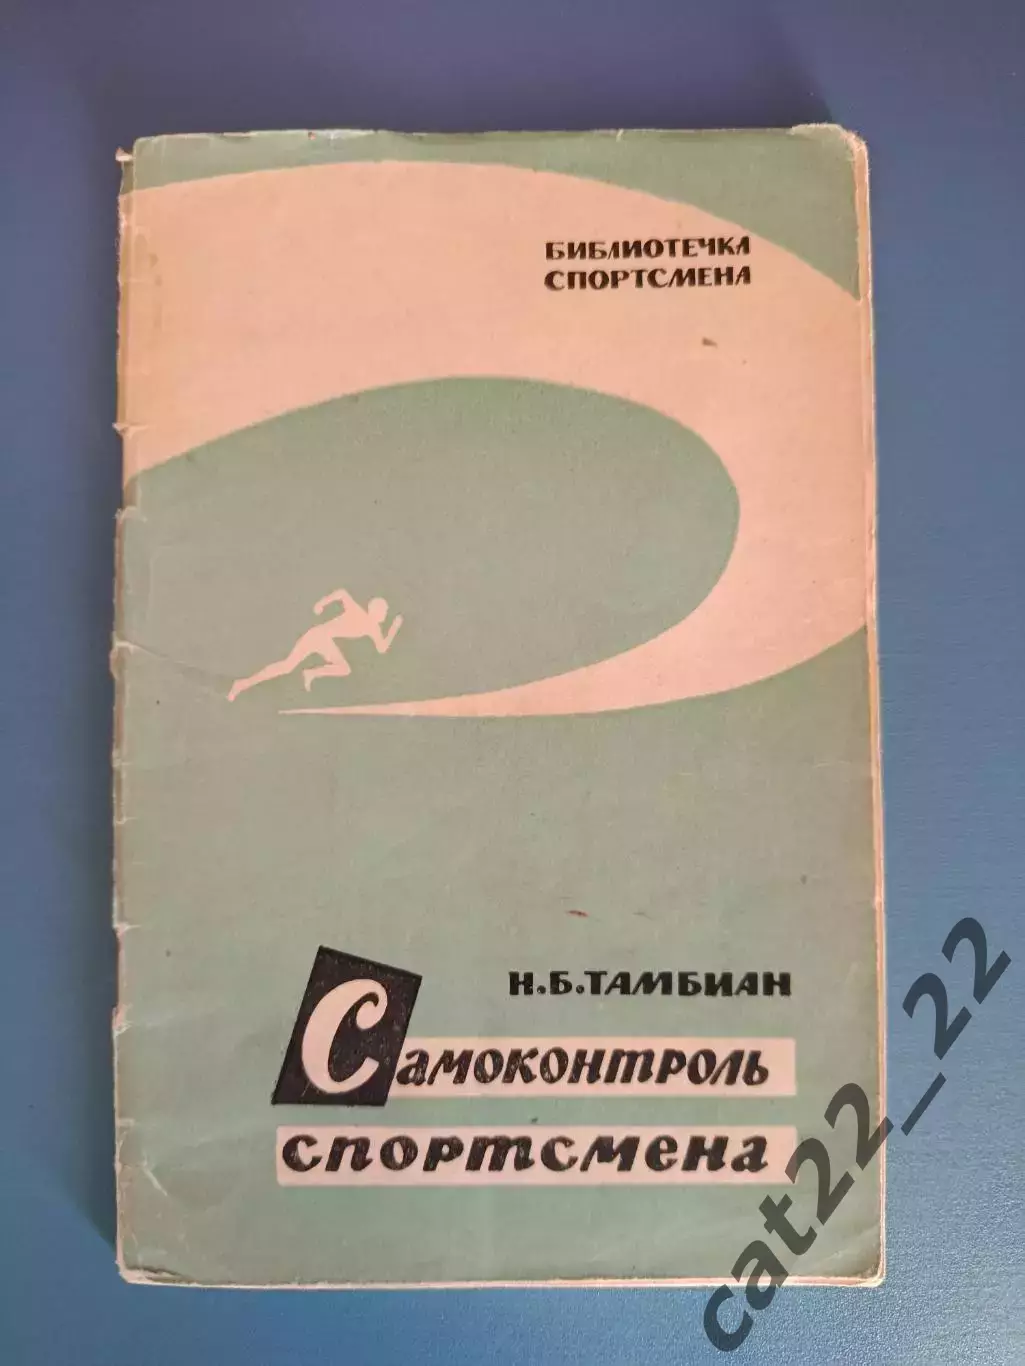 БИБЛИОТЕЧКА
СПОРТСМЕНА
Н.Б.ТАМБИАН
Самоконтроль
спортсмена
cat22_22